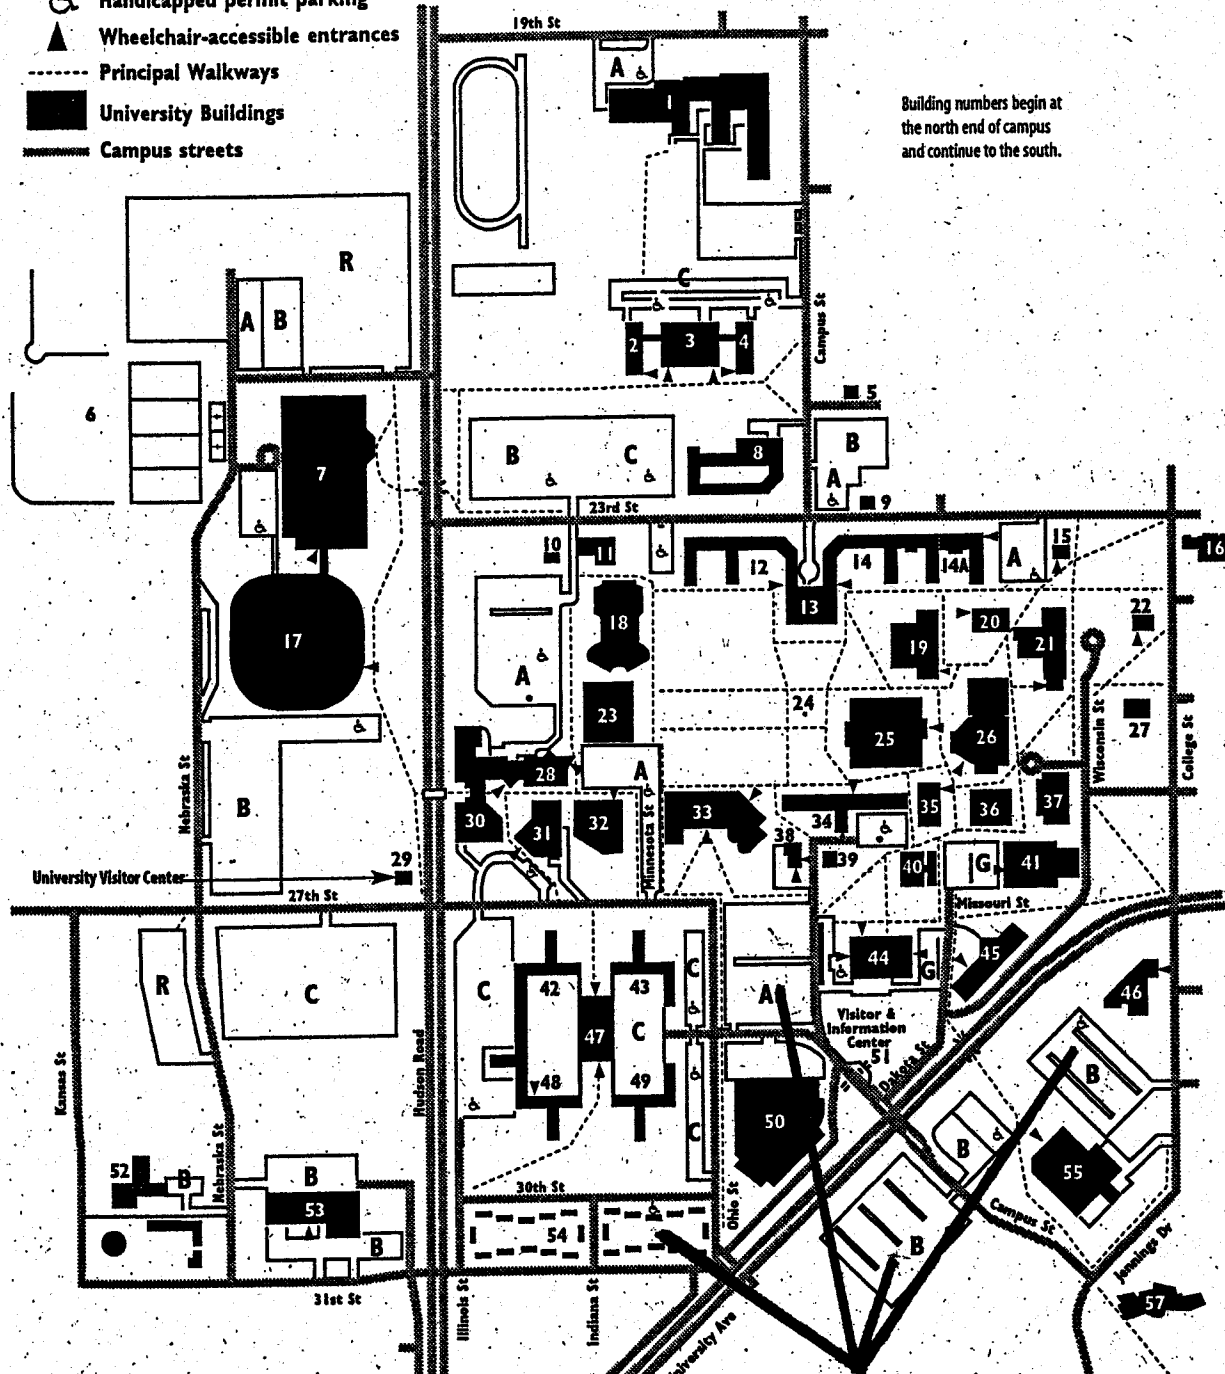 Handicapped permit parking
Wheelchair-accessible entrances
Principal Walkways
University Buildings
Campus streets
19th St
A
Building numbers begin at
the north end of campus
and continue to the south.
R
A B
C
2 3 4
Campus St
5
6
7
B C
8
B
A
9
23rd St
10 11
12 13 14 14A
A
15
16
17
18
19
20
21
22
A
23
24
25
26
27
Nebraska St
Wisconsin St
College St
B
28
A
30
31
32
Minnesota St
33
34
35
36
37
38
39
40
G
41
29
University Visitor Center
27th St
Missouri St
R
C
C
42 43
C
47
C
48 49
A
44
G
45
46
Visitor &
Information
Center
51
Dakota St
Kansas St
Hudson Road
B
50
C
B
55
52
B
Nebraska St
B
53
B
30th St
54
Ohio St
Campus St
B
Jennings Dr
57
31st St
Illinois St
Indiana St
University Ave